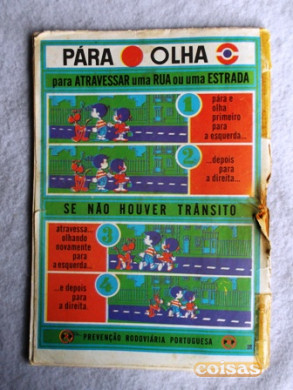 PÁRA OLHA
para ATRAVESSAR uma RUA ou uma ESTRADA
1
pára e
olha
primeiro
para
a esquerda...
2
...depois
para
a direita...
SE NÃO HOUVER TRÂNSITO
atravessa...
olhando
novamente
para
a esquerda...
3
...e depois
para
a direita.
4
PREVENÇÃO RODOVIÁRIA PORTUGUESA
coisas